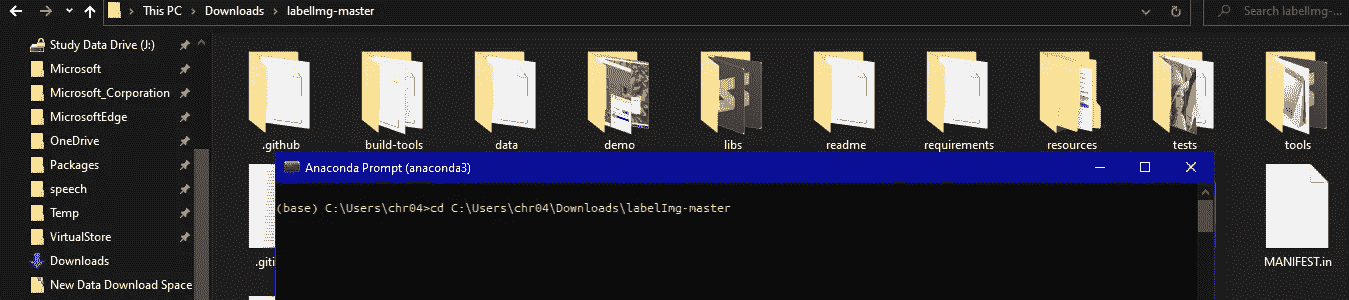 This PC > Downloads > labelImg-master
Search labelImg-...
Study Data Drive (J:)
Microsoft
Microsoft_Corporation
MicrosoftEdge
OneDrive
Packages
speech
Temp
VirtualStore
Downloads
New Data Download Space
.github
build-tools
data
demo
libs
readme
requirements
resources
tests
tools
Anaconda Prompt (anaconda3)
(base) C:\Users\chr04>cd C:\Users\chr04\Downloads\labelImg-master
.giti
MANIFEST.in